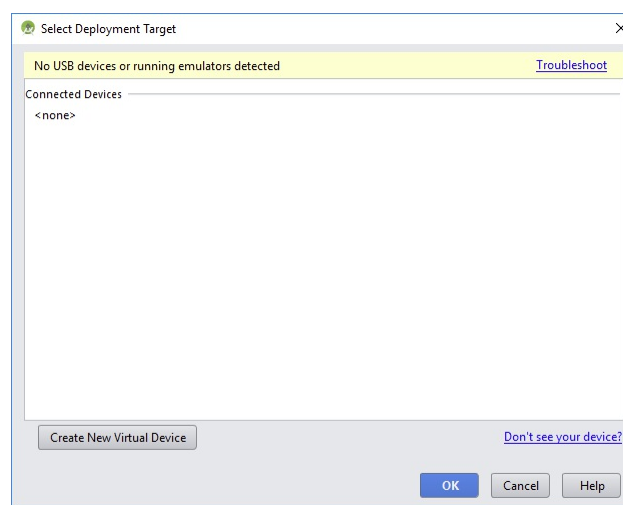 Select Deployment Target
No USB devices or running emulators detected Troubleshoot
Connected Devices
<none>
Create New Virtual Device Don't see your device?
OK Cancel Help